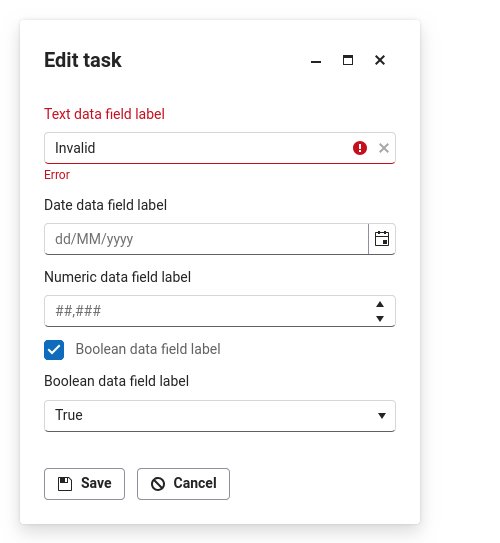 Edit task
Text data field label
Invalid
Error
Date data field label
dd/MM/yyyy
Numeric data field label
##,###
Boolean data field label
Boolean data field label
True
Save Cancel